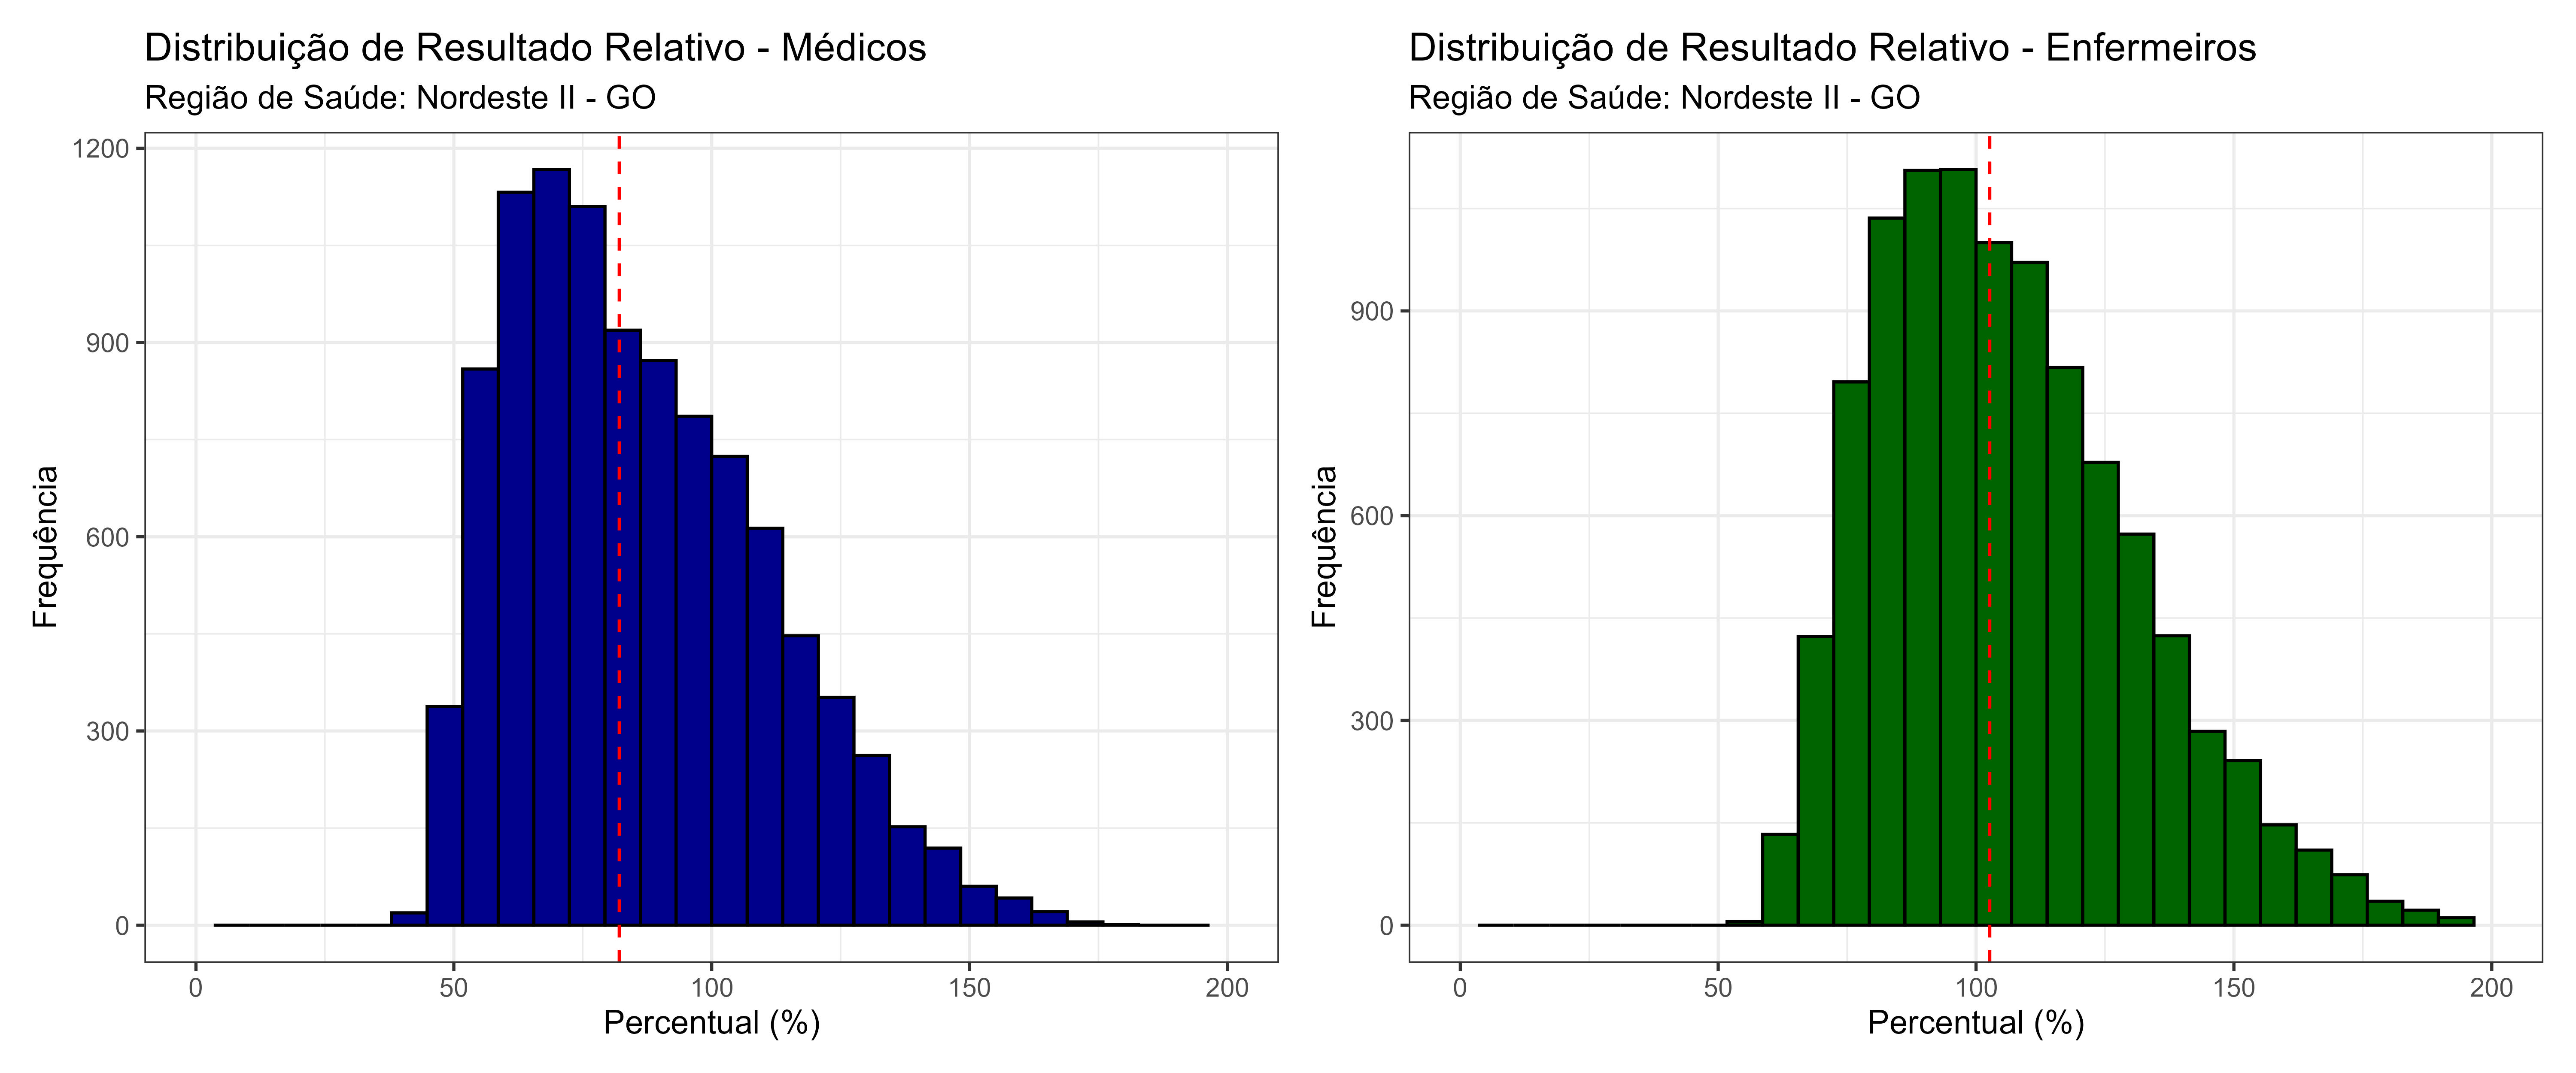 Distribuição de Resultado Relativo - Médicos
Região de Saúde: Nordeste II - GO
1200
900
600
300
0
Frequência
0 50 100 150 200
Percentual (%)
Distribuição de Resultado Relativo - Enfermeiros
Região de Saúde: Nordeste II - GO
900
600
300
0
Frequência
0 50 100 150 200
Percentual (%)